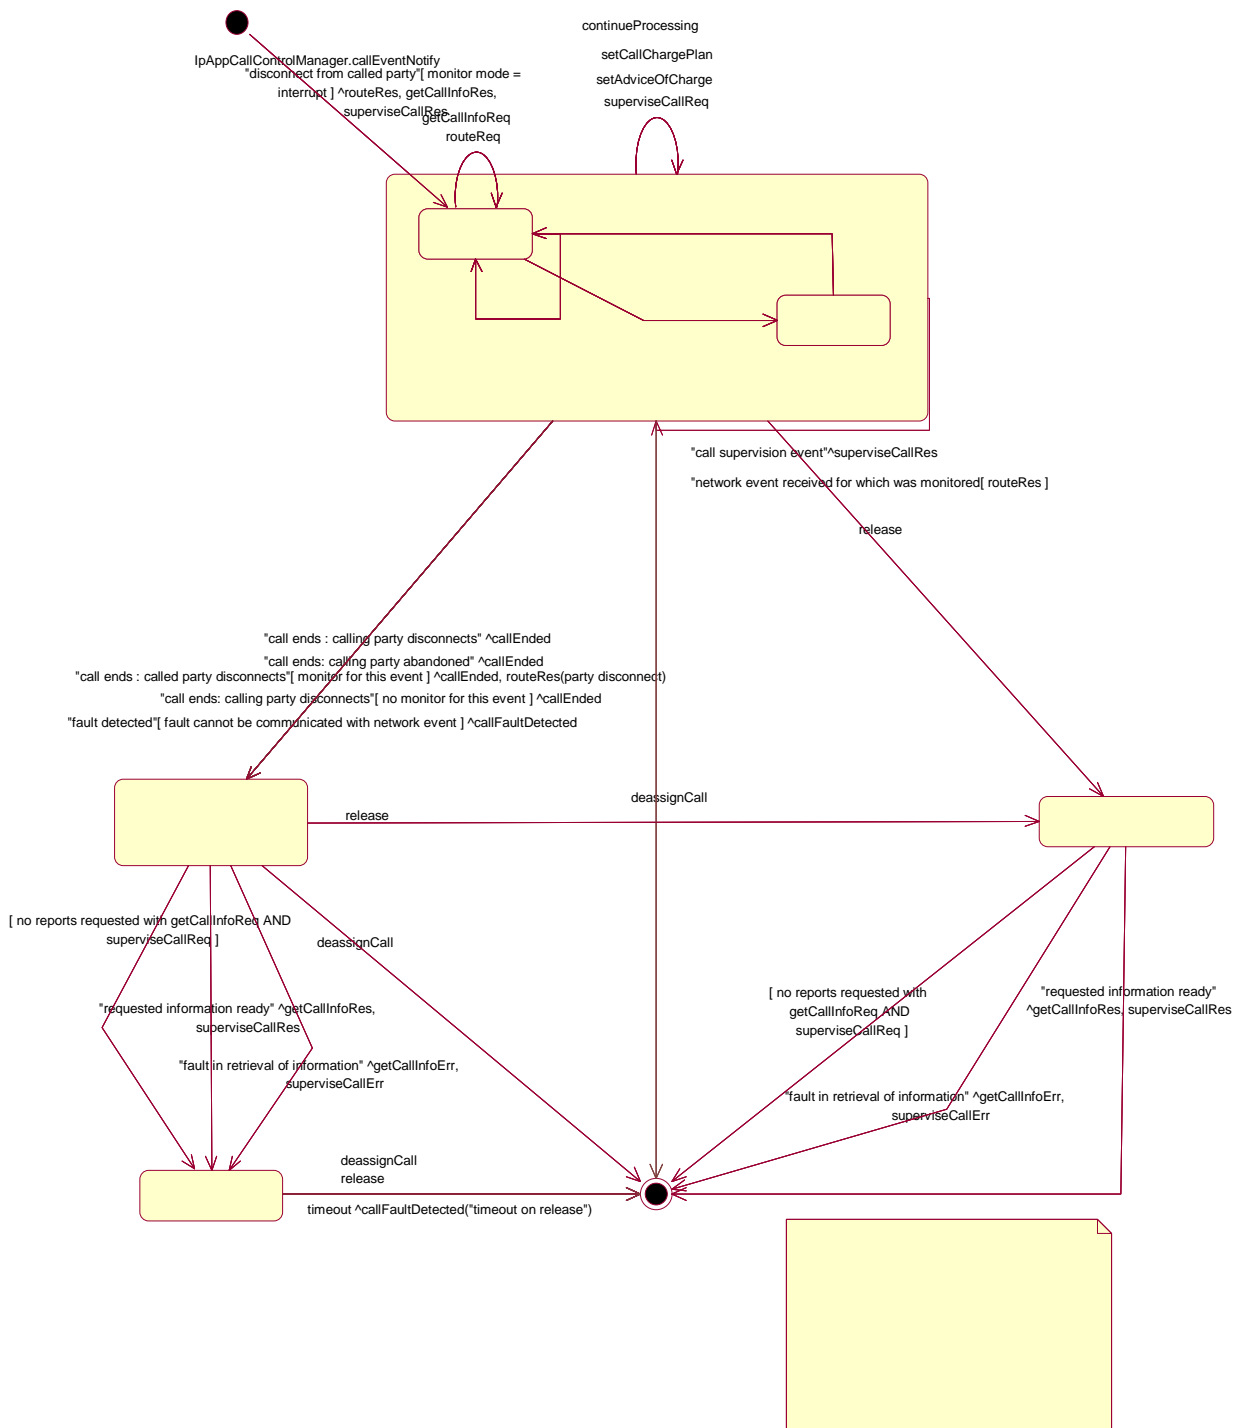 continueProcessing
setCallChargePlan
IpAppCallControlManager.callEventNotify
"disconnect from called party"[ monitor mode =
interrupt ] ^routeRes, getCallInfoRes,
superviseCallRes
setAdviceOfCharge
superviseCallReq
getCallInfoReq
routeReq
"call supervision event"^superviseCallRes
"network event received for which was monitored[ routeRes ]
release
"call ends : calling party disconnects" ^callEnded
"call ends: calling party abandoned" ^callEnded
"call ends : called party disconnects"[ monitor for this event ] ^callEnded, routeRes(party disconnect)
"call ends: calling party disconnects"[ no monitor for this event ] ^callEnded
"fault detected"[ fault cannot be communicated with network event ] ^callFaultDetected
deassignCall
release
[ no reports requested with getCallInfoReq AND
superviseCallReq ]
deassignCall
"requested information ready" ^getCallInfoRes,
superviseCallRes
[ no reports requested with
getCallInfoReq AND
superviseCallReq ]
"requested information ready"
^getCallInfoRes, superviseCallRes
"fault in retrieval of information" ^getCallInfoErr,
superviseCallErr
"fault in retrieval of information" ^getCallInfoErr,
superviseCallErr
deassignCall
release
timeout ^callFaultDetected("timeout on release")